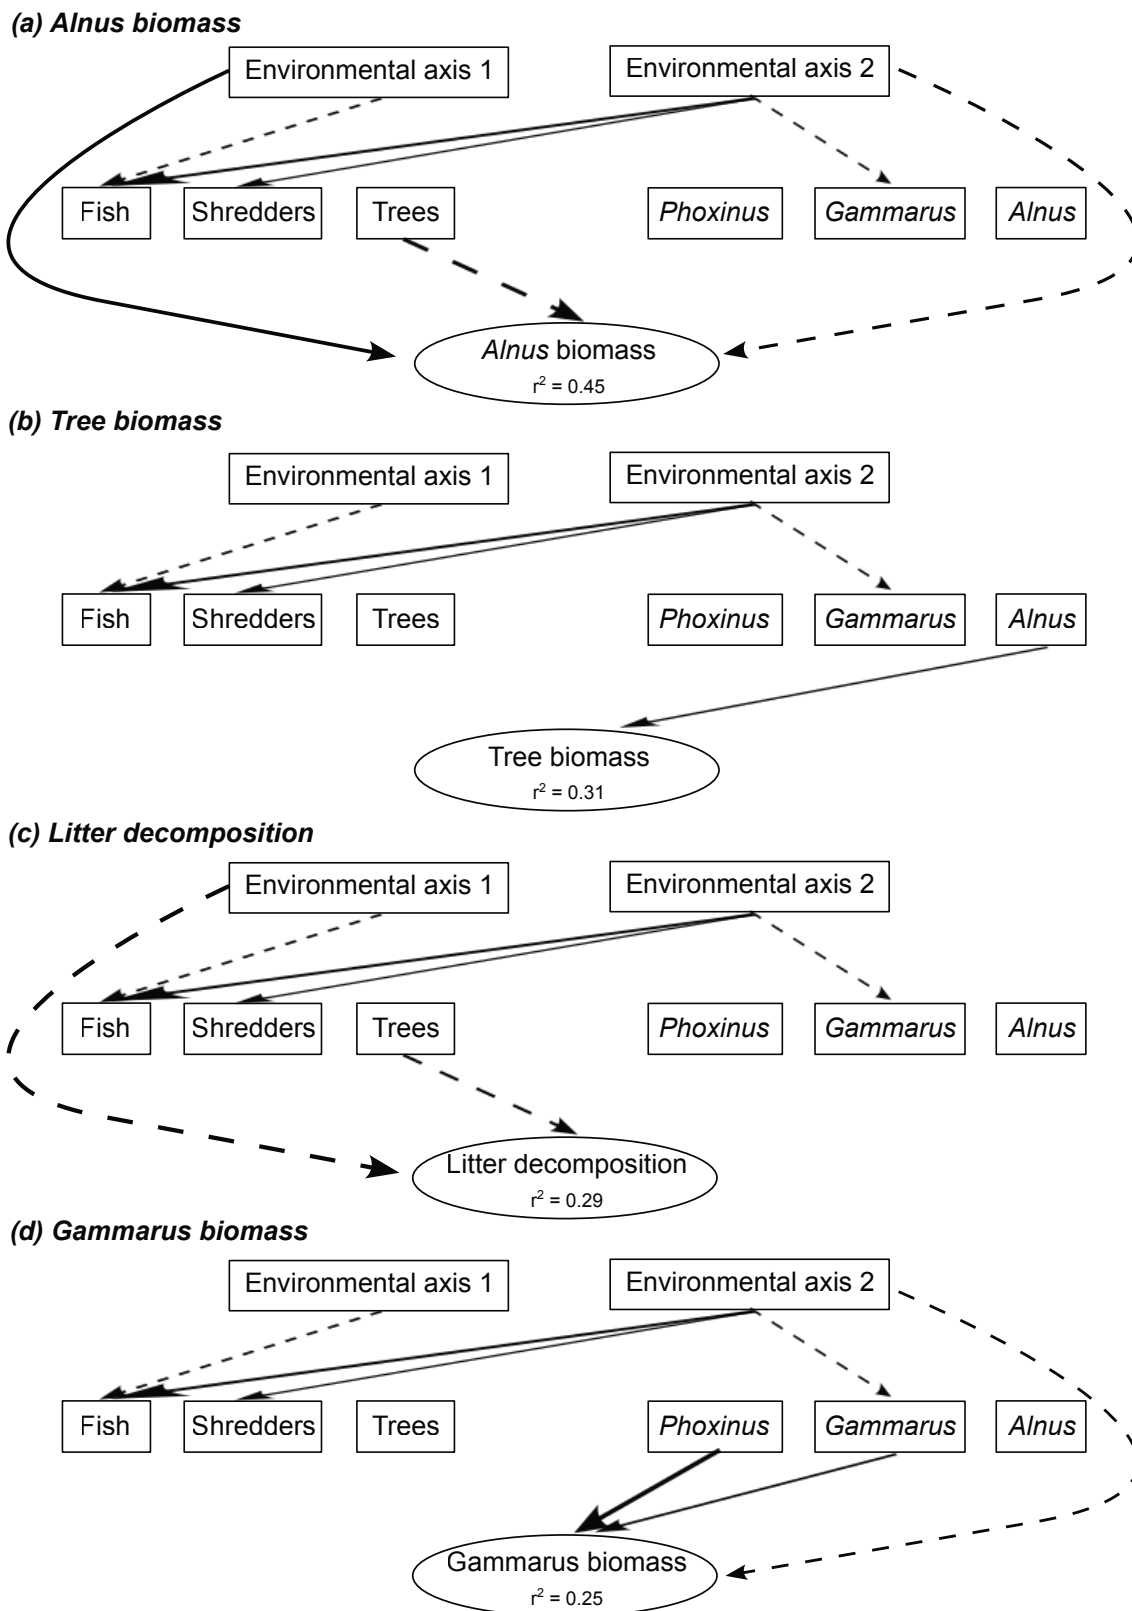 (a) Alnus biomass
Environmental axis 1
Environmental axis 2
Fish
Shredders
Trees
Phoxinus
Gammarus
Alnus
Alnus biomass
r² = 0.45
(b) Tree biomass
Environmental axis 1
Environmental axis 2
Fish
Shredders
Trees
Phoxinus
Gammarus
Alnus
Tree biomass
r² = 0.31
(c) Litter decomposition
Environmental axis 1
Environmental axis 2
Fish
Shredders
Trees
Phoxinus
Gammarus
Alnus
Litter decomposition
r² = 0.29
(d) Gammarus biomass
Environmental axis 1
Environmental axis 2
Fish
Shredders
Trees
Phoxinus
Gammarus
Alnus
Gammarus biomass
r² = 0.25